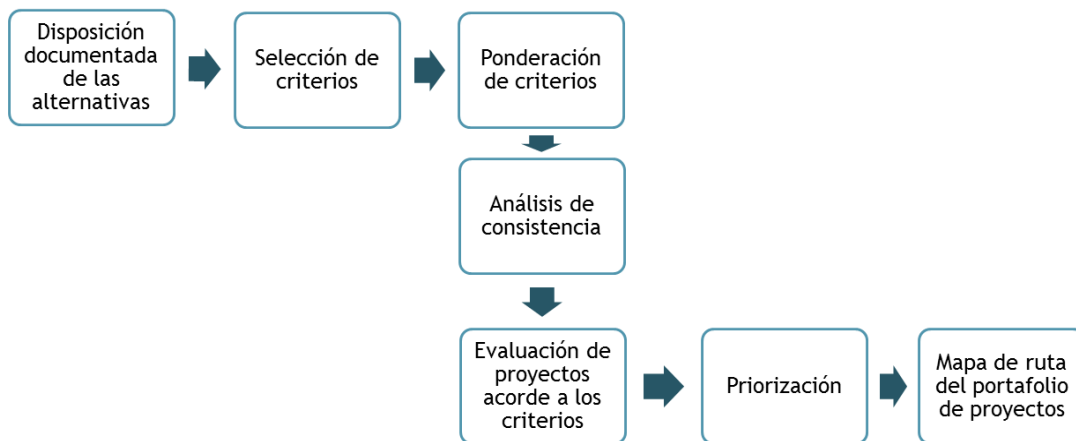 Disposición
documentada
de las
alternativas
Selección de
criterios
Ponderación
de criterios
Análisis de
consistencia
Evaluación de
proyectos
acorde a los
criterios
Priorización
Mapa de ruta
del portafolio
de proyectos